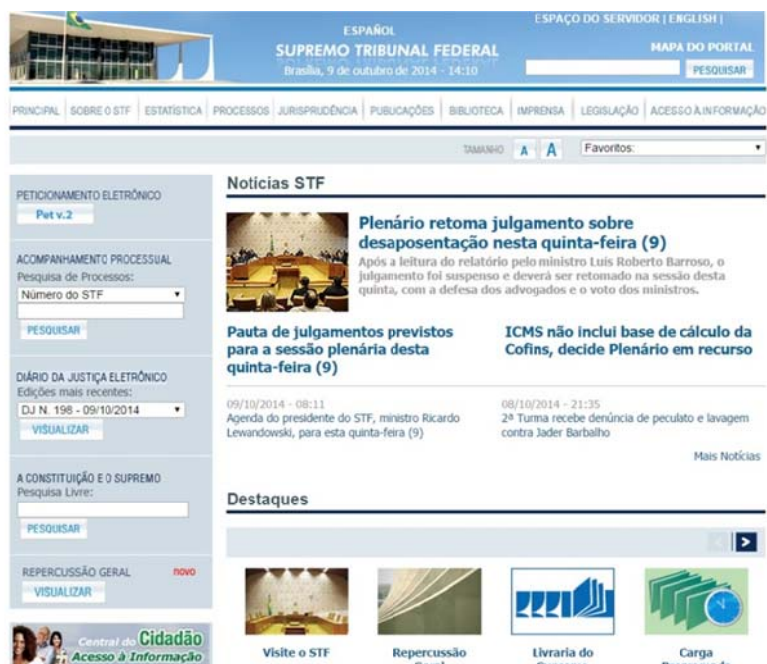 ESPAÑOL
ESPAÇO DO SERVIDOR | ENGLISH |
SUPREMO TRIBUNAL FEDERAL
MAPA DO PORTAL
Brasília, 9 de outubro de 2014 - 14:10
PESQUISAR
PRINCIPAL SOBRE O STF ESTATÍSTICA PROCESSOS JURISPRUDÊNCIA PUBLICAÇÕES BIBLIOTECA IMPRENSA LEGISLAÇÃO ACESSO À INFORMAÇÃO
TAMANHO A A Favoritos:
PETICIONAMENTO ELETRÔNICO
Pet v.2
ACOMPANHAMENTO PROCESSUAL
Pesquisa de Processos:
Número do STF
PESQUISAR
DIÁRIO DA JUSTIÇA ELETRÔNICO
Edições mais recentes:
DJ N. 198 - 09/10/2014
VISUALIZAR
A CONSTITUIÇÃO E O SUPREMO
Pesquisa Livre:
PESQUISAR
REPERCUSSÃO GERAL novo
VISUALIZAR
Central do Cidadão
Acesso à Informação
Notícias STF
Plenário retoma julgamento sobre
desaposentação nesta quinta-feira (9)
Após a leitura do relatório pelo ministro Luís Roberto Barroso, o
julgamento foi suspenso e deverá ser retomado na sessão desta
quinta, com a defesa dos advogados e o voto dos ministros.
Pauta de julgamentos previstos
para a sessão plenária desta
quinta-feira (9)
ICMS não inclui base de cálculo da
Cofins, decide Plenário em recurso
09/10/2014 - 08:11
Agenda do presidente do STF, ministro Ricardo
Lewandowski, para esta quinta-feira (9)
08/10/2014 - 21:35
2ª Turma recebe denúncia de peculato e lavagem
contra Jader Barbalho
Mais Notícias
Destaques
Visite o STF
Repercussão
Livraria do
Carga